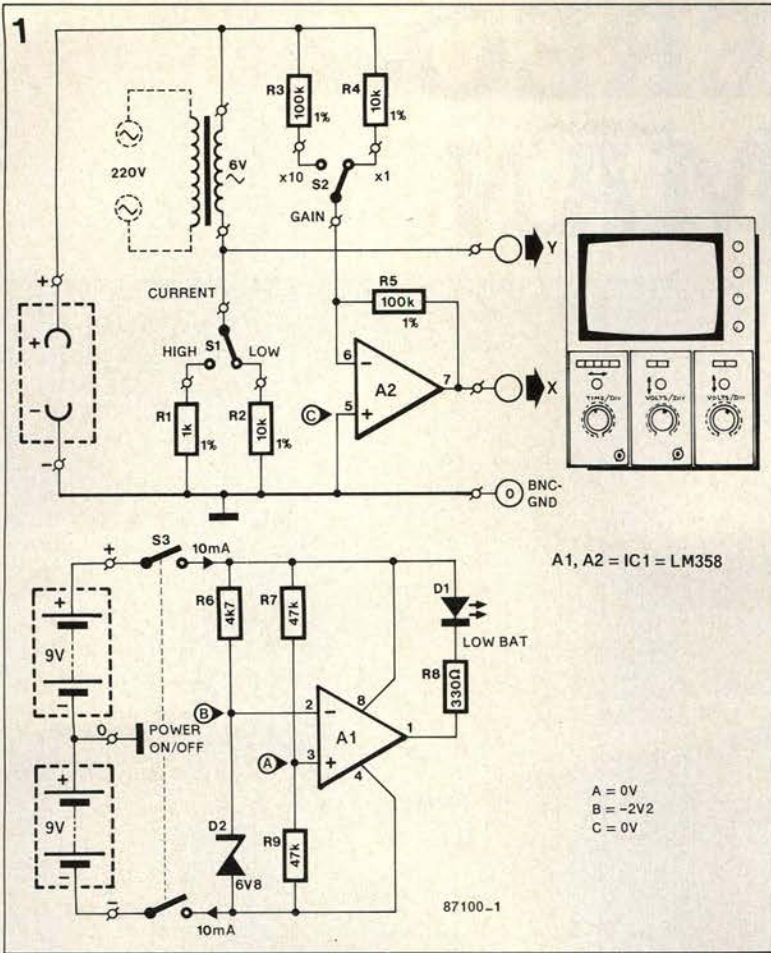 1
R3
100k
1%
R4
10k
1%
220V
6V
x10
S2
x1
GAIN
Y
CURRENT
R5
100k
1%
HIGH
S1
LOW
6
7
A2
X
5
C
R1
1k
1%
R2
10k
1%
+
+
−
−
−
+
TIME/DIV
VOLTS/DIV
VOLTS/DIV
0
BNC-
GND
A1, A2 = IC1 = LM358
+
S3
10mA
R6
4k7
R7
47k
D1
LOW BAT
R8
330Ω
+
9V
−
B
2
−
8
1
A1
0
POWER
ON/OFF
A
3
+
4
+
9V
−
D2
6V8
R9
47k
−
10mA
A = 0V
B = −2V2
C = 0V
87100_1